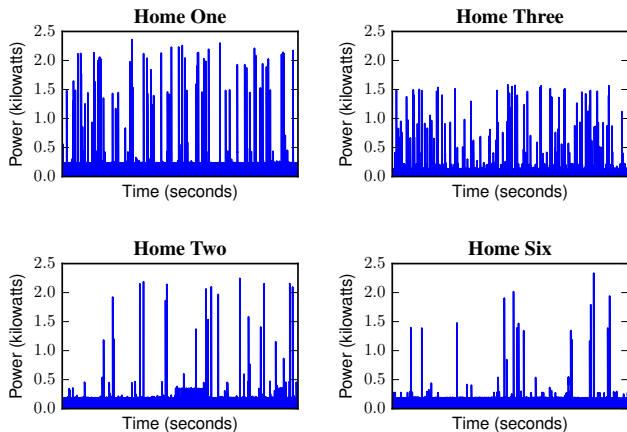 Home One
Power (kilowatts)
2.5
2.0
1.5
1.0
0.5
0.0
Time (seconds)
Home Three
Power (kilowatts)
2.5
2.0
1.5
1.0
0.5
0.0
Time (seconds)
Home Two
Power (kilowatts)
2.5
2.0
1.5
1.0
0.5
0.0
Time (seconds)
Home Six
Power (kilowatts)
2.5
2.0
1.5
1.0
0.5
0.0
Time (seconds)